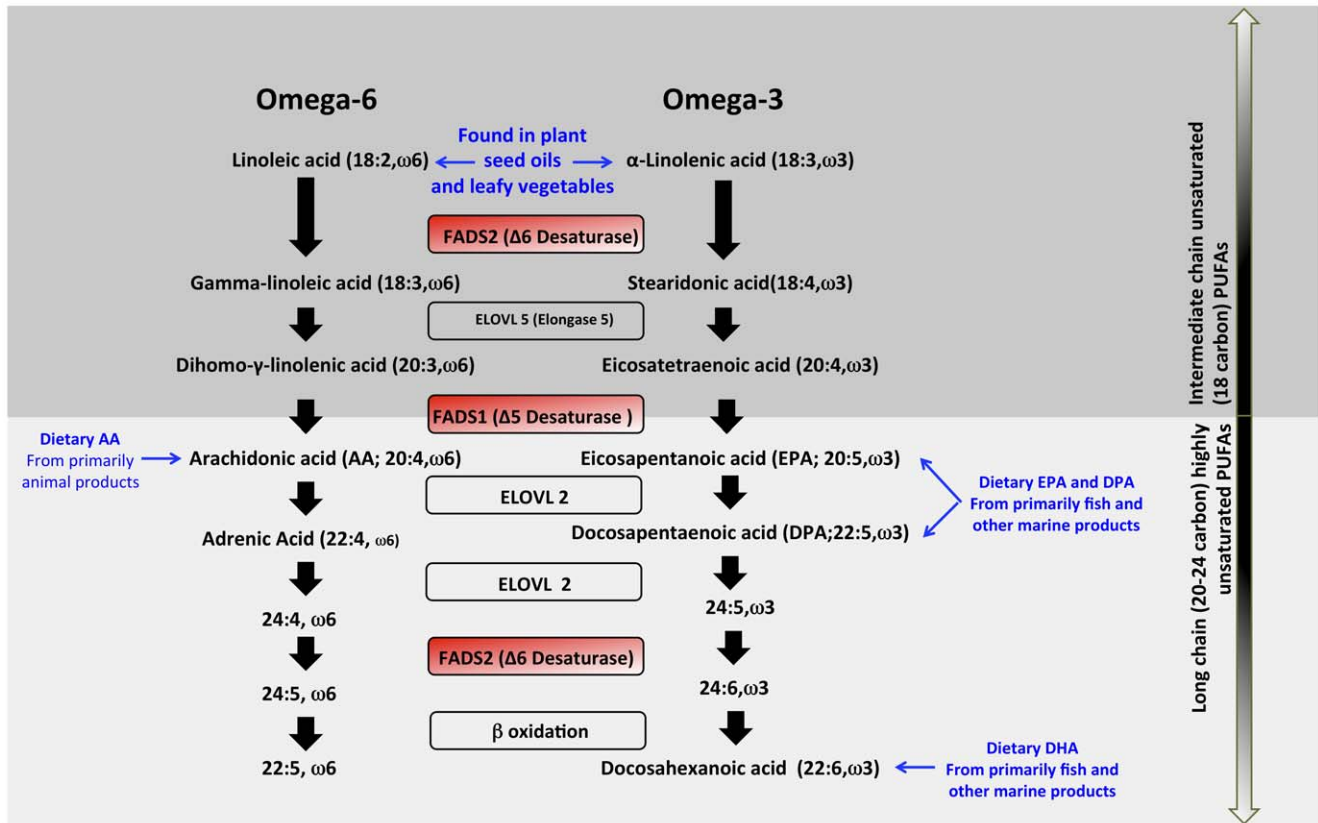 Omega-6
Omega-3
Found in plant
seed oils
and leafy vegetables
Linoleic acid (18:2,ω6)
α-Linolenic acid (18:3,ω3)
FADS2 (Δ6 Desaturase)
Gamma-linoleic acid (18:3,ω6)
Stearidonic acid(18:4,ω3)
ELOVL 5 (Elongase 5)
Dihomo-γ-linolenic acid (20:3,ω6)
Eicosatetraenoic acid (20:4,ω3)
FADS1 (Δ5 Desaturase )
Dietary AA
From primarily
animal products
Arachidonic acid (AA; 20:4,ω6)
Eicosapentanoic acid (EPA; 20:5,ω3)
ELOVL 2
Dietary EPA and DPA
From primarily fish and
other marine products
Adrenic Acid (22:4, ω6)
Docosapentaenoic acid (DPA;22:5,ω3)
ELOVL  2
24:4, ω6
24:5,ω3
FADS2 (Δ6 Desaturase)
24:5, ω6
24:6,ω3
β oxidation
22:5, ω6
Docosahexanoic acid  (22:6,ω3)
Dietary DHA
From primarily fish and
other marine products
Intermediate chain unsaturated
(18 carbon) PUFAs
Long chain (20-24 carbon) highly
unsaturated PUFAs